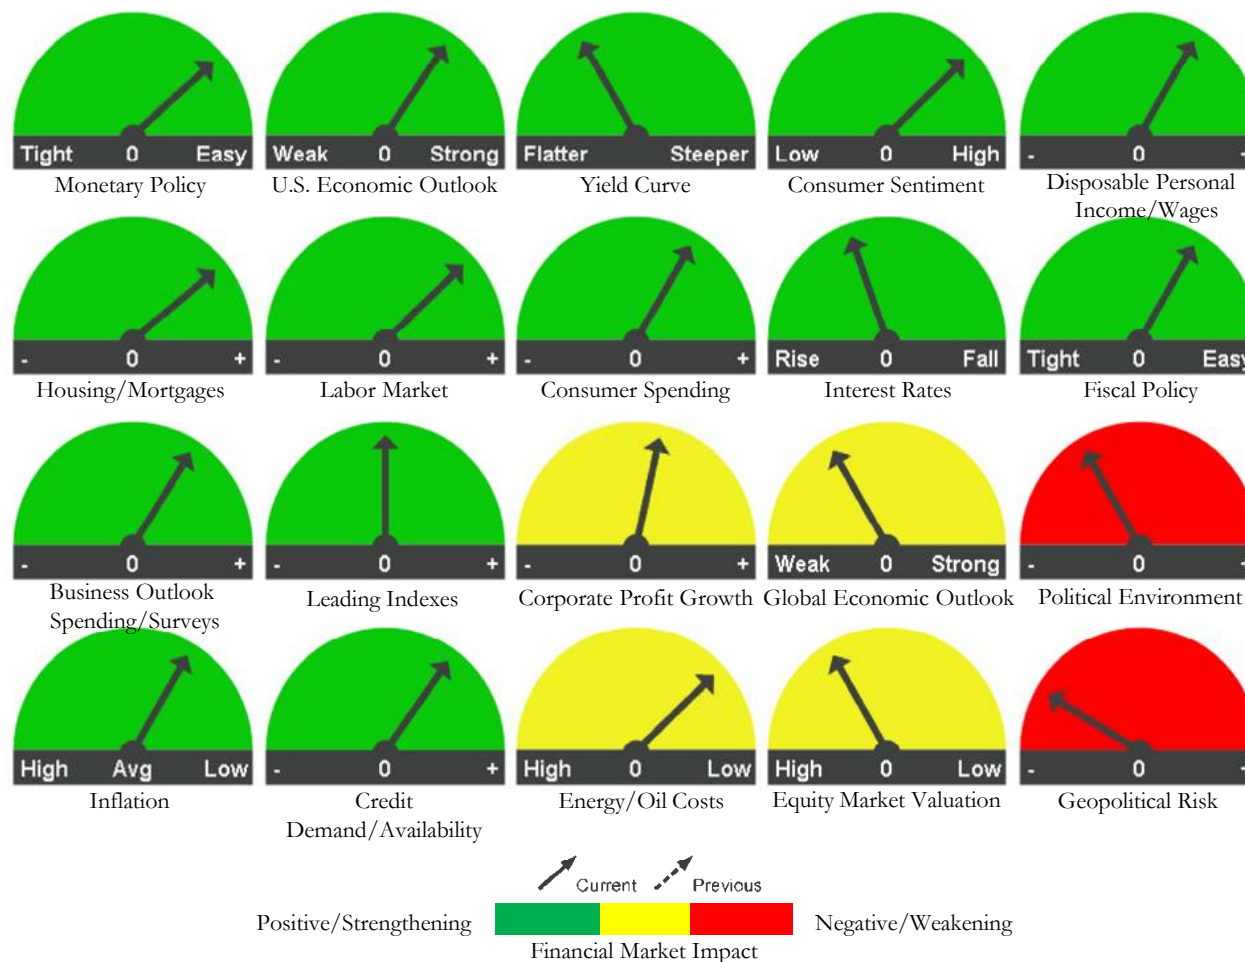 Tight 0 Easy
Weak 0 Strong
Flatter Steeper
Low 0 High
- 0 -
Monetary Policy
U.S. Economic Outlook
Yield Curve
Consumer Sentiment
Disposable Personal
Income/Wages
- 0 +
- 0 +
- 0 +
Rise 0 Fall
Tight 0 Easy
Housing/Mortgages
Labor Market
Consumer Spending
Interest Rates
Fiscal Policy
- 0 +
- 0 +
- 0 +
Weak 0 Strong
- 0 -
Business Outlook
Spending/Surveys
Leading Indexes
Corporate Profit Growth
Global Economic Outlook
Political Environment
High Avg Low
- 0 +
High 0 Low
High 0 Low
- 0 -
Inflation
Credit
Demand/Availability
Energy/Oil Costs
Equity Market Valuation
Geopolitical Risk
Current
Previous
Positive/Strengthening
Negative/Weakening
Financial Market Impact